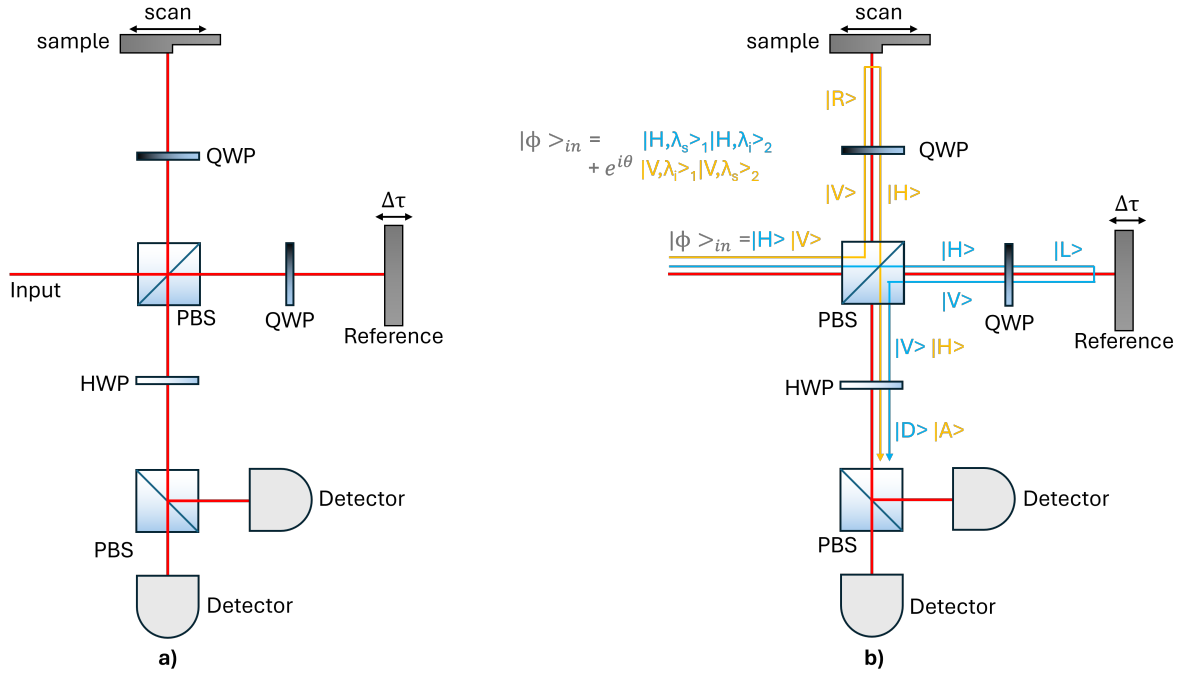 scan
sample
QWP
Δτ
Input
PBS
QWP
Reference
HWP
Detector
PBS
Detector
a)
scan
sample
|R>
|ϕ >in = |H,λs>1|H,λi>2
+ e^iθ |V,λi>1|V,λs>2
QWP
|V> |H>
Δτ
|ϕ >in =|H> |V>
|H> |L>
|V>
PBS
QWP
Reference
|V> |H>
HWP
|D> |A>
Detector
PBS
Detector
b)